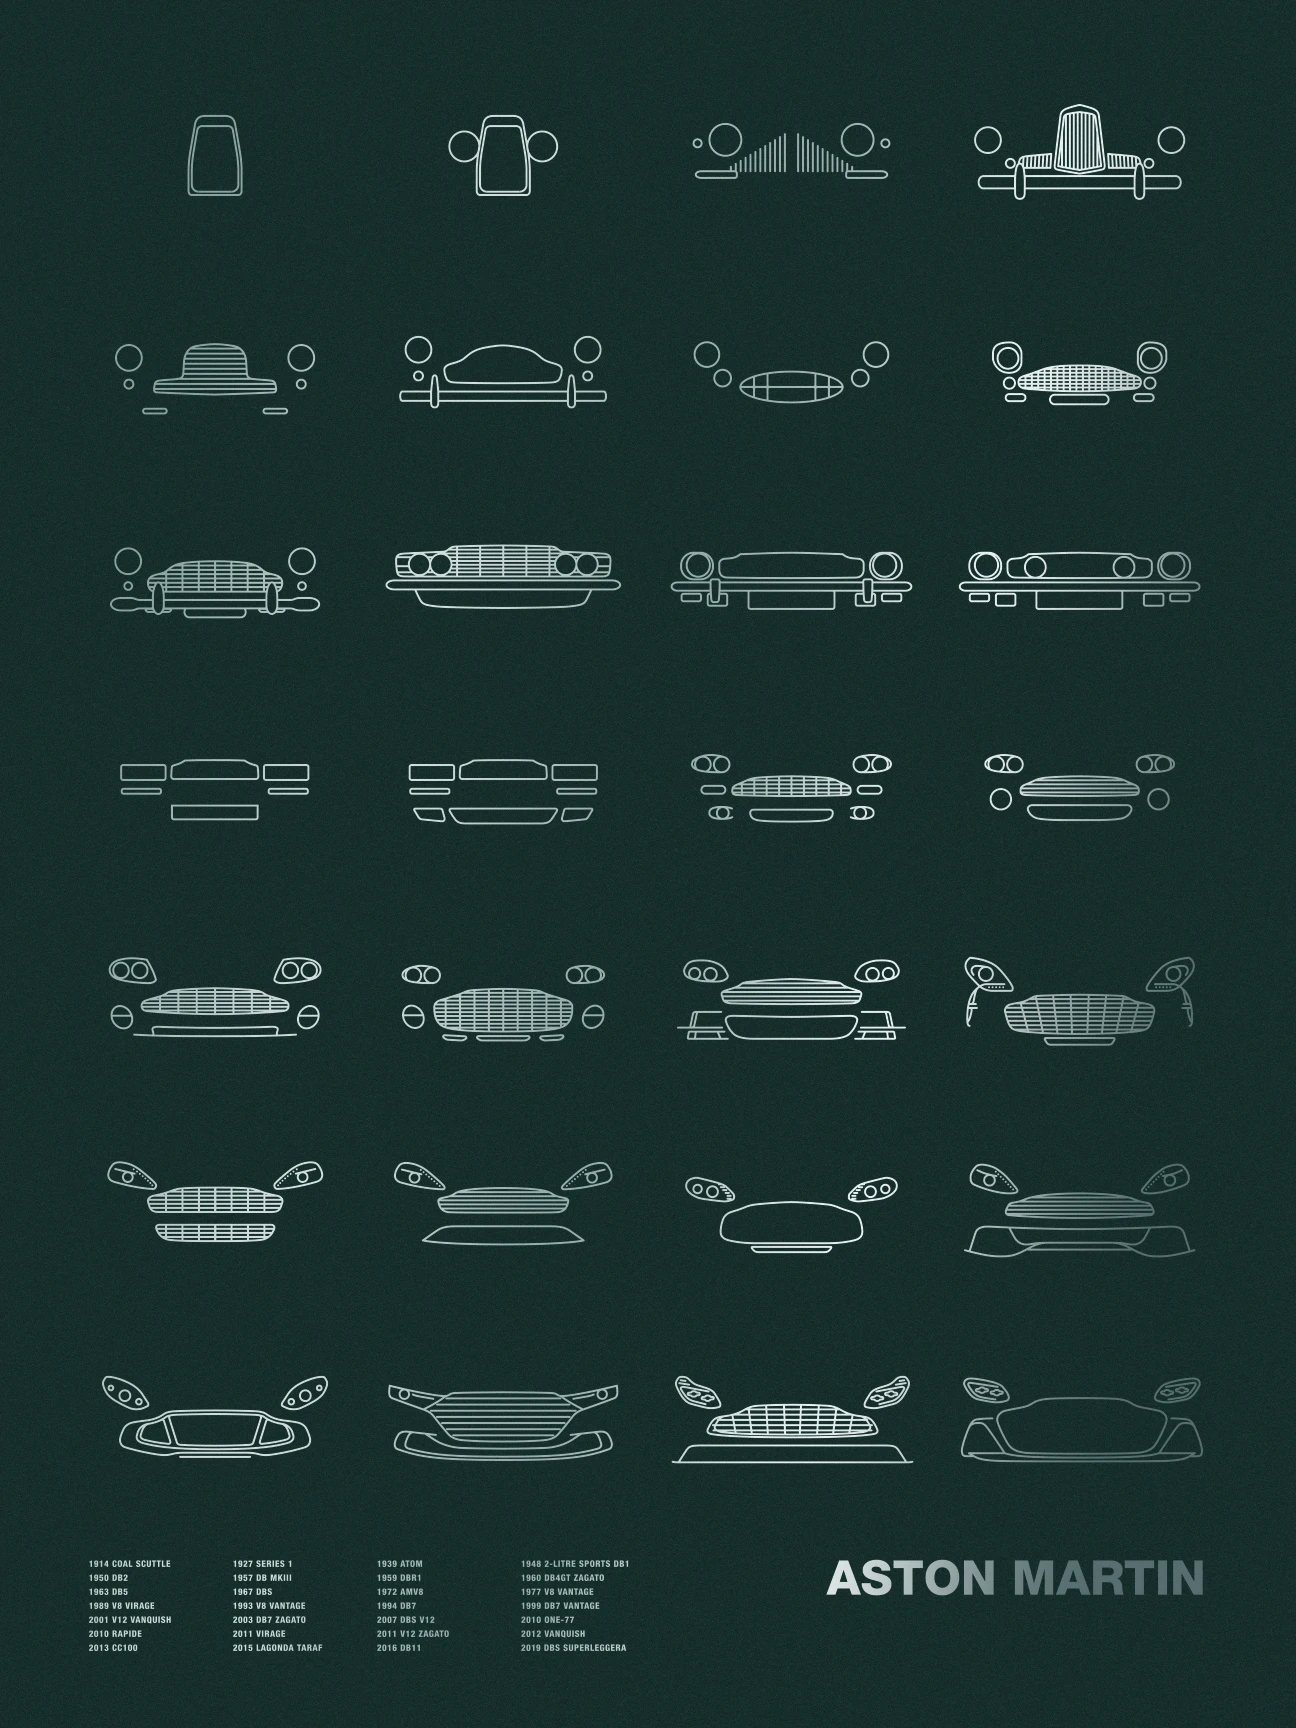 1914 COAL SCUTTLE 1927 SERIES 1 1939 ATOM 1948 2-LITRE SPORTS DB1
1950 DB2 1957 DB MKIII 1959 DBR1 1960 DB4GT ZAGATO
1963 DB5 1967 DBS 1972 AMV8 1977 V8 VANTAGE
1989 V8 VIRAGE 1993 V8 VANTAGE 1994 DB7 1999 DB7 VANTAGE
2001 V12 VANQUISH 2003 DB7 ZAGATO 2007 DBS V12 2010 ONE-77
2010 RAPIDE 2011 VIRAGE 2011 V12 ZAGATO 2012 VANQUISH
2013 CC100 2015 LAGONDA TARAF 2016 DB11 2019 DBS SUPERLEGGERA
ASTON MARTIN